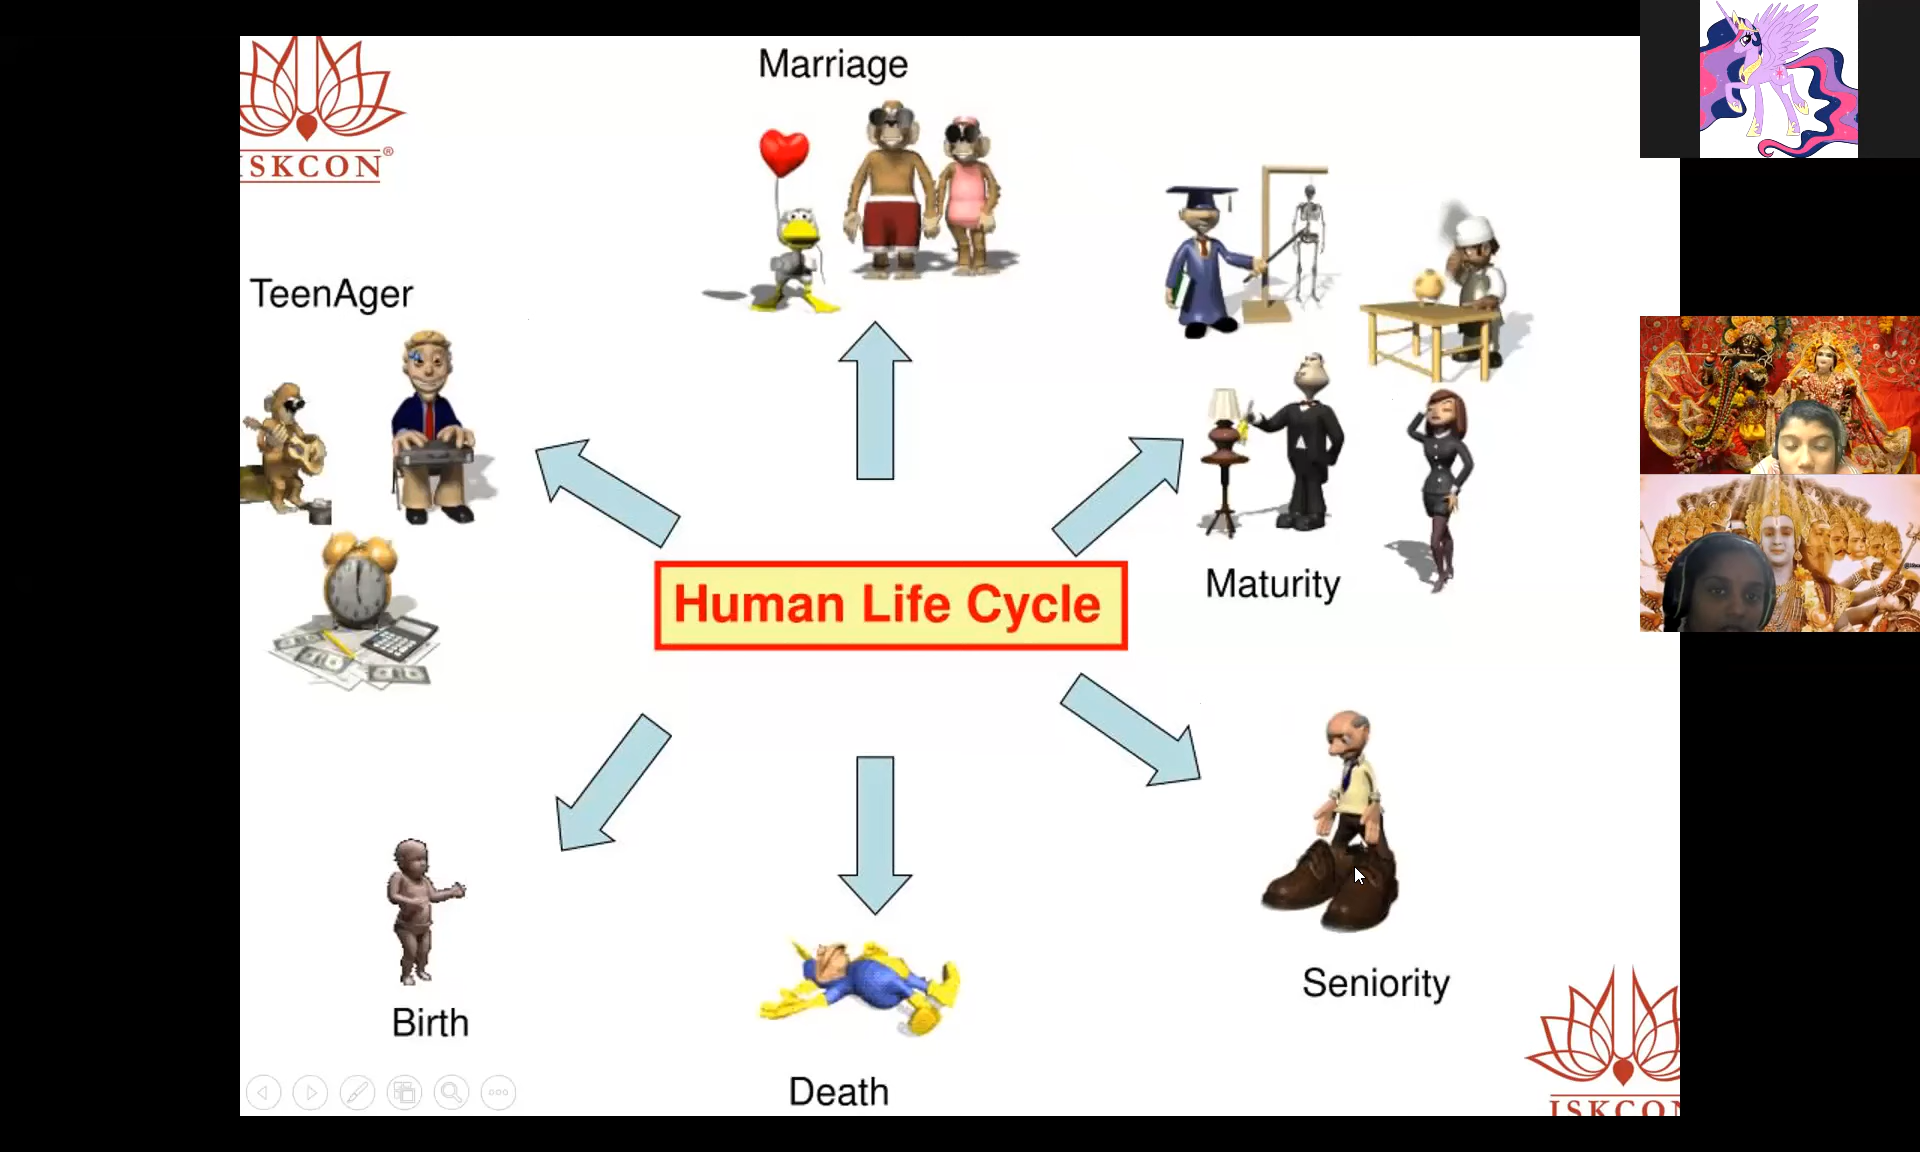 Marriage
ISKCON®
TeenAger
Human Life Cycle
Maturity
Seniority
Birth
Death
ISKCON